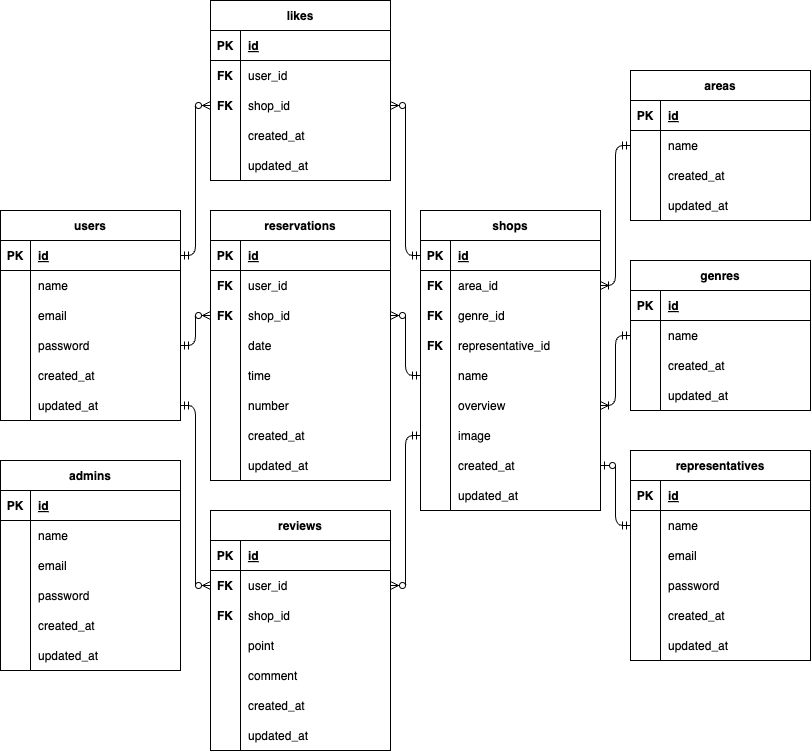 likes
PK id
FK user_id
FK shop_id
created_at
updated_at
users
PK id
name
email
password
created_at
updated_at
reservations
PK id
FK user_id
FK shop_id
date
time
number
created_at
updated_at
shops
PK id
FK area_id
FK genre_id
FK representative_id
name
overview
image
created_at
updated_at
areas
PK id
name
created_at
updated_at
genres
PK id
name
created_at
updated_at
admins
PK id
name
email
password
created_at
updated_at
reviews
PK id
FK user_id
FK shop_id
point
comment
created_at
updated_at
representatives
PK id
name
email
password
created_at
updated_at